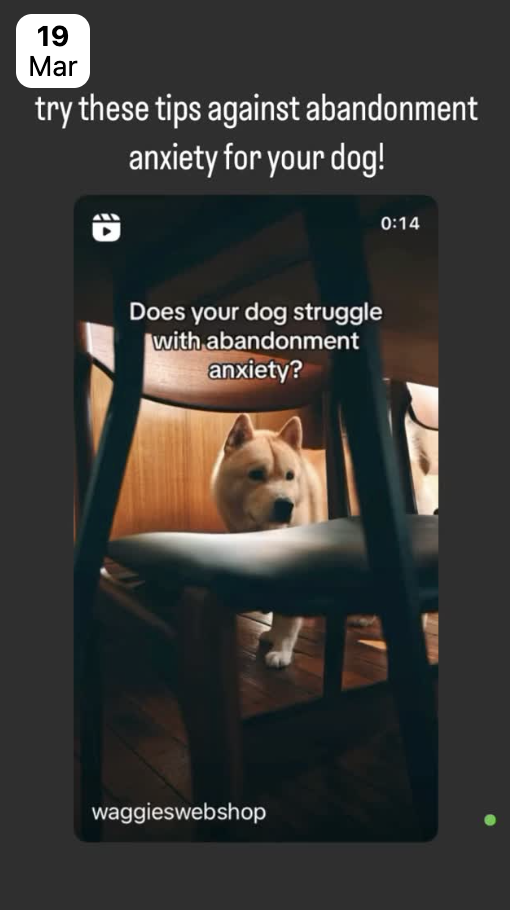 19
Mar
try these tips against abandonment
anxiety for your dog!
0:14
Does your dog struggle
with abandonment
anxiety?
waggieswebshop